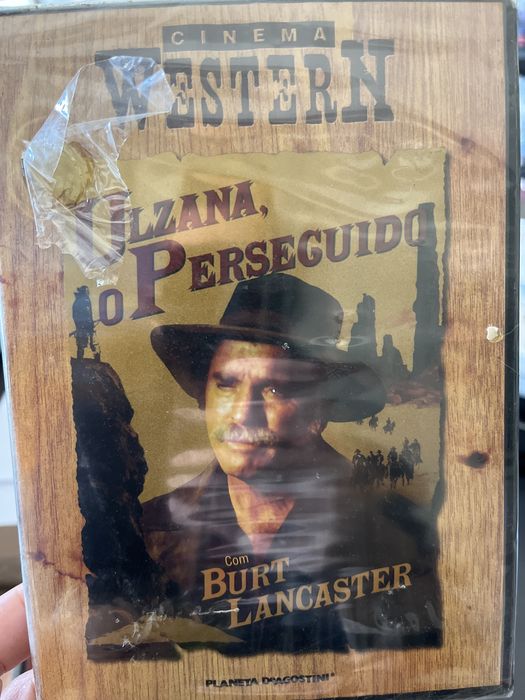 CINEMA
WESTERN
ULZANA,
O PERSEGUIDO
Com
BURT
LANCASTER
PLANETA DEAGOSTINI